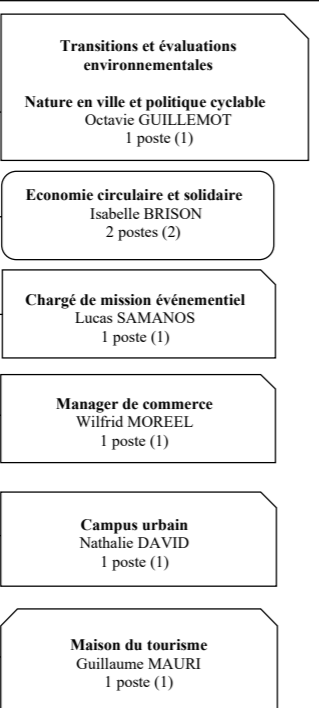 Transitions et évaluations
environnementales
Nature en ville et politique cyclable
Octavie GUILLEMOT
1 poste (1)
Economie circulaire et solidaire
Isabelle BRISON
2 postes (2)
Chargé de mission événementiel
Lucas SAMANOS
1 poste (1)
Manager de commerce
Wilfrid MOREEL
1 poste (1)
Campus urbain
Nathalie DAVID
1 poste (1)
Maison du tourisme
Guillaume MAURI
1 poste (1)